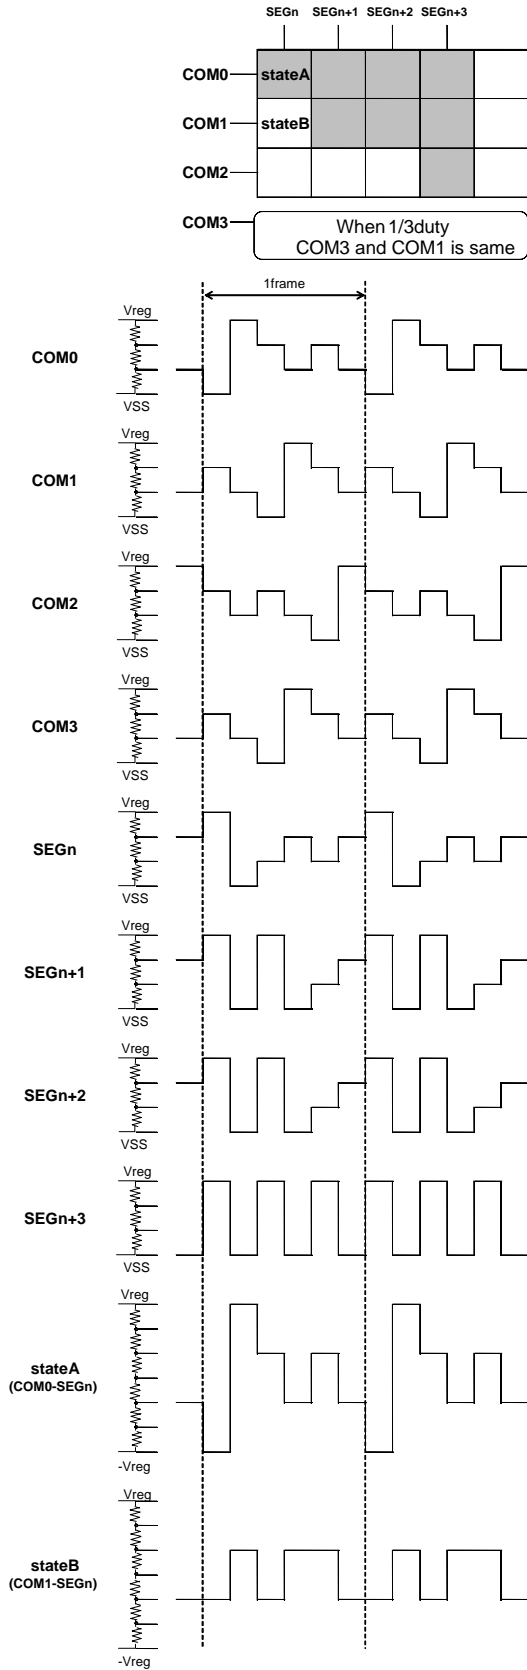 SEGn SEGn+1 SEGn+2 SEGn+3
COM0 stateA
COM1 stateB
COM2
COM3 When 1/3duty
COM3 and COM1 is same
1frame
Vreg
COM0
VSS
Vreg
COM1
VSS
Vreg
COM2
VSS
Vreg
COM3
VSS
Vreg
SEGn
VSS
Vreg
SEGn+1
VSS
Vreg
SEGn+2
VSS
Vreg
SEGn+3
VSS
Vreg
stateA
(COM0-SEGn)
-Vreg
Vreg
stateB
(COM1-SEGn)
-Vreg